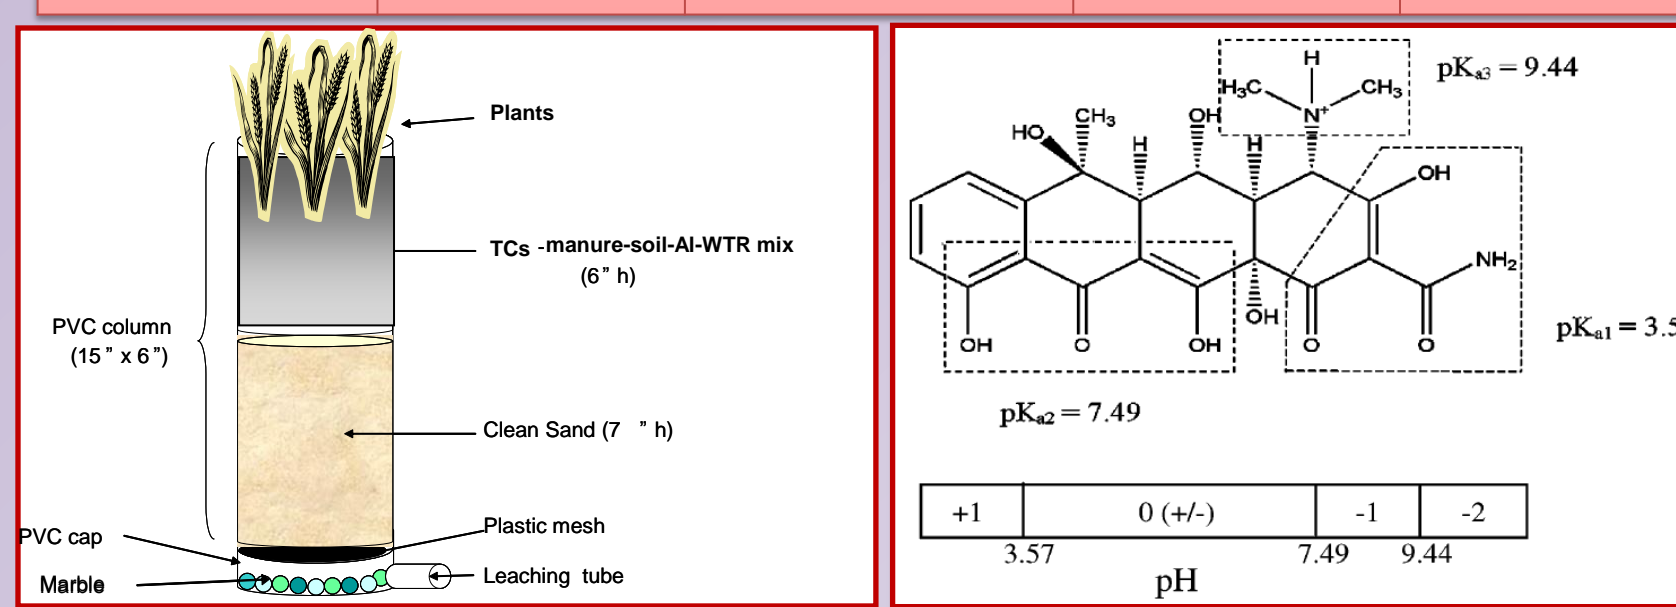 Plants
TCs -manure-soil-Al-WTR mix
(6” h)
PVC column
(15” x 6”)
Clean Sand (7 ” h)
Plastic mesh
PVC cap
Leaching tube
Marble
H
H₃C
CH₃
N⁺
pKₐ₃ = 9.44
CH₃
OH
HO
H
H
OH
NH₂
OH
OH
O
OH
O
O
pKₐ₁ = 3.5
pKₐ₂ = 7.49
+1 0 (+/-) -1 -2
3.57 7.49 9.44
pH